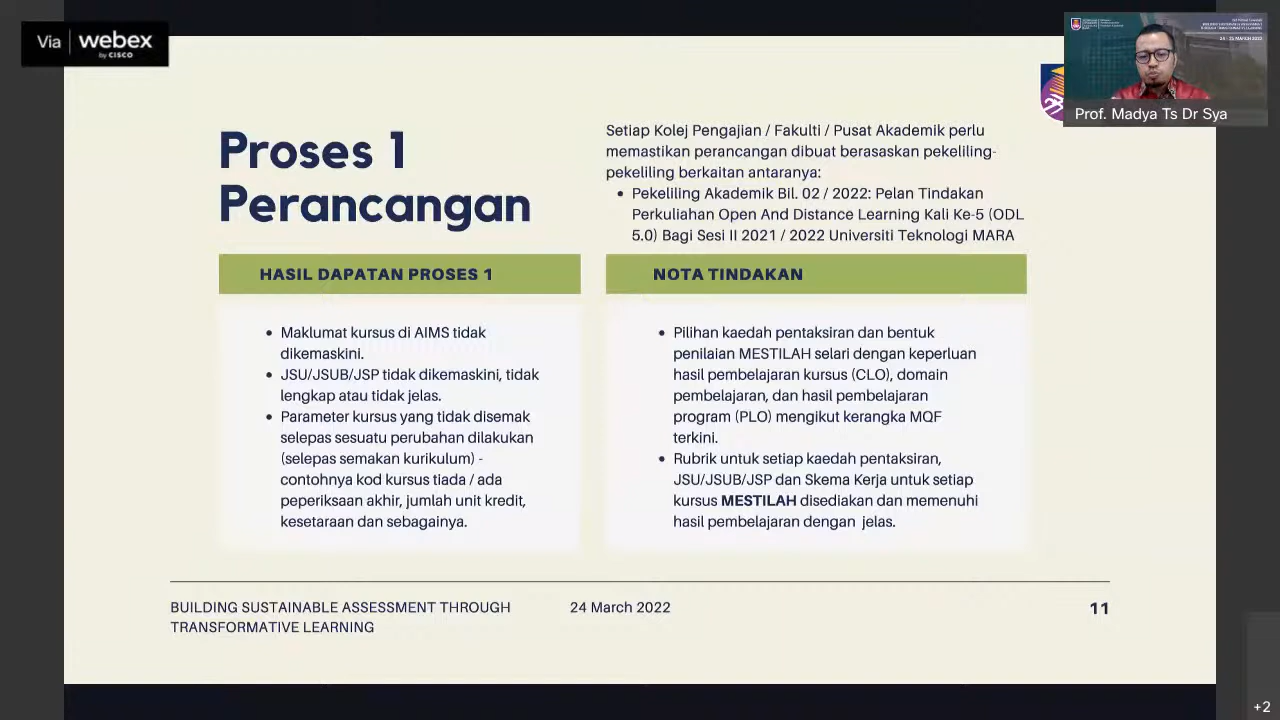 Via webex
by CISCO
Prof. Madya Ts Dr Sya
Proses 1
Perancangan
Setiap Kolej Pengajian / Fakulti / Pusat Akademik perlu
memastikan perancangan dibuat berasaskan pekeliling-
pekeliling berkaitan antaranya:
• Pekeliling Akademik Bil. 02 / 2022: Pelan Tindakan
Perkuliahan Open And Distance Learning Kali Ke-5 (ODL
5.0) Bagi Sesi II 2021 / 2022 Universiti Teknologi MARA
HASIL DAPATAN PROSES 1
• Maklumat kursus di AIMS tidak
dikemaskini.
• JSU/JSUB/JSP tidak dikemaskini, tidak
lengkap atau tidak jelas.
• Parameter kursus yang tidak disemak
selepas sesuatu perubahan dilakukan
(selepas semakan kurikulum) -
contohnya kod kursus tiada / ada
peperiksaan akhir, jumlah unit kredit,
kesetaraan dan sebagainya.
NOTA TINDAKAN
• Pilihan kaedah pentaksiran dan bentuk
penilaian MESTILAH selari dengan keperluan
hasil pembelajaran kursus (CLO), domain
pembelajaran, dan hasil pembelajaran
program (PLO) mengikut kerangka MQF
terkini.
• Rubrik untuk setiap kaedah pentaksiran,
JSU/JSUB/JSP dan Skema Kerja untuk setiap
kursus MESTILAH disediakan dan memenuhi
hasil pembelajaran dengan jelas.
BUILDING SUSTAINABLE ASSESSMENT THROUGH
TRANSFORMATIVE LEARNING
24 March 2022
11
+2